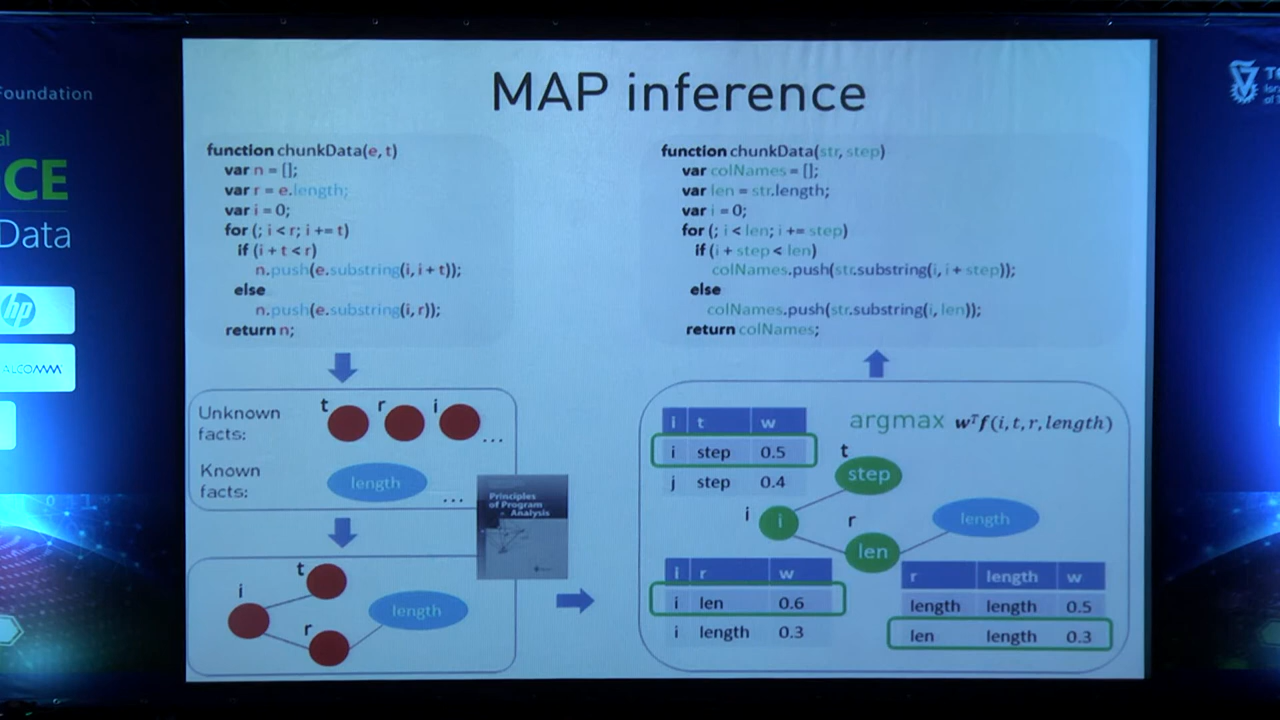 Foundation
al
CE
Data
hp
ALCOMM
MAP inference
function chunkData(e, t)
var n = [];
var r = e.length;
var i = 0;
for (; i < r; i += t)
if (i + t < r)
n.push(e.substring(i, i + t));
else
n.push(e.substring(i, r));
return n;
Unknown facts:
t r i
...
Known facts:
length
...
Principles
of Program
Analysis
i
t
r
length
function chunkData(str, step)
var colNames = [];
var len = str.length;
var i = 0;
for (; i < len; i += step)
if (i + step < len)
colNames.push(str.substring(i, i + step));
else
colNames.push(str.substring(i, len));
return colNames;
argmax wᵀf(i, t, r, length)
i t w
i step 0.5
j step 0.4
t
step
i
i
r
len
length
i r w
i len 0.6
i length 0.3
r length w
length length 0.5
len length 0.3